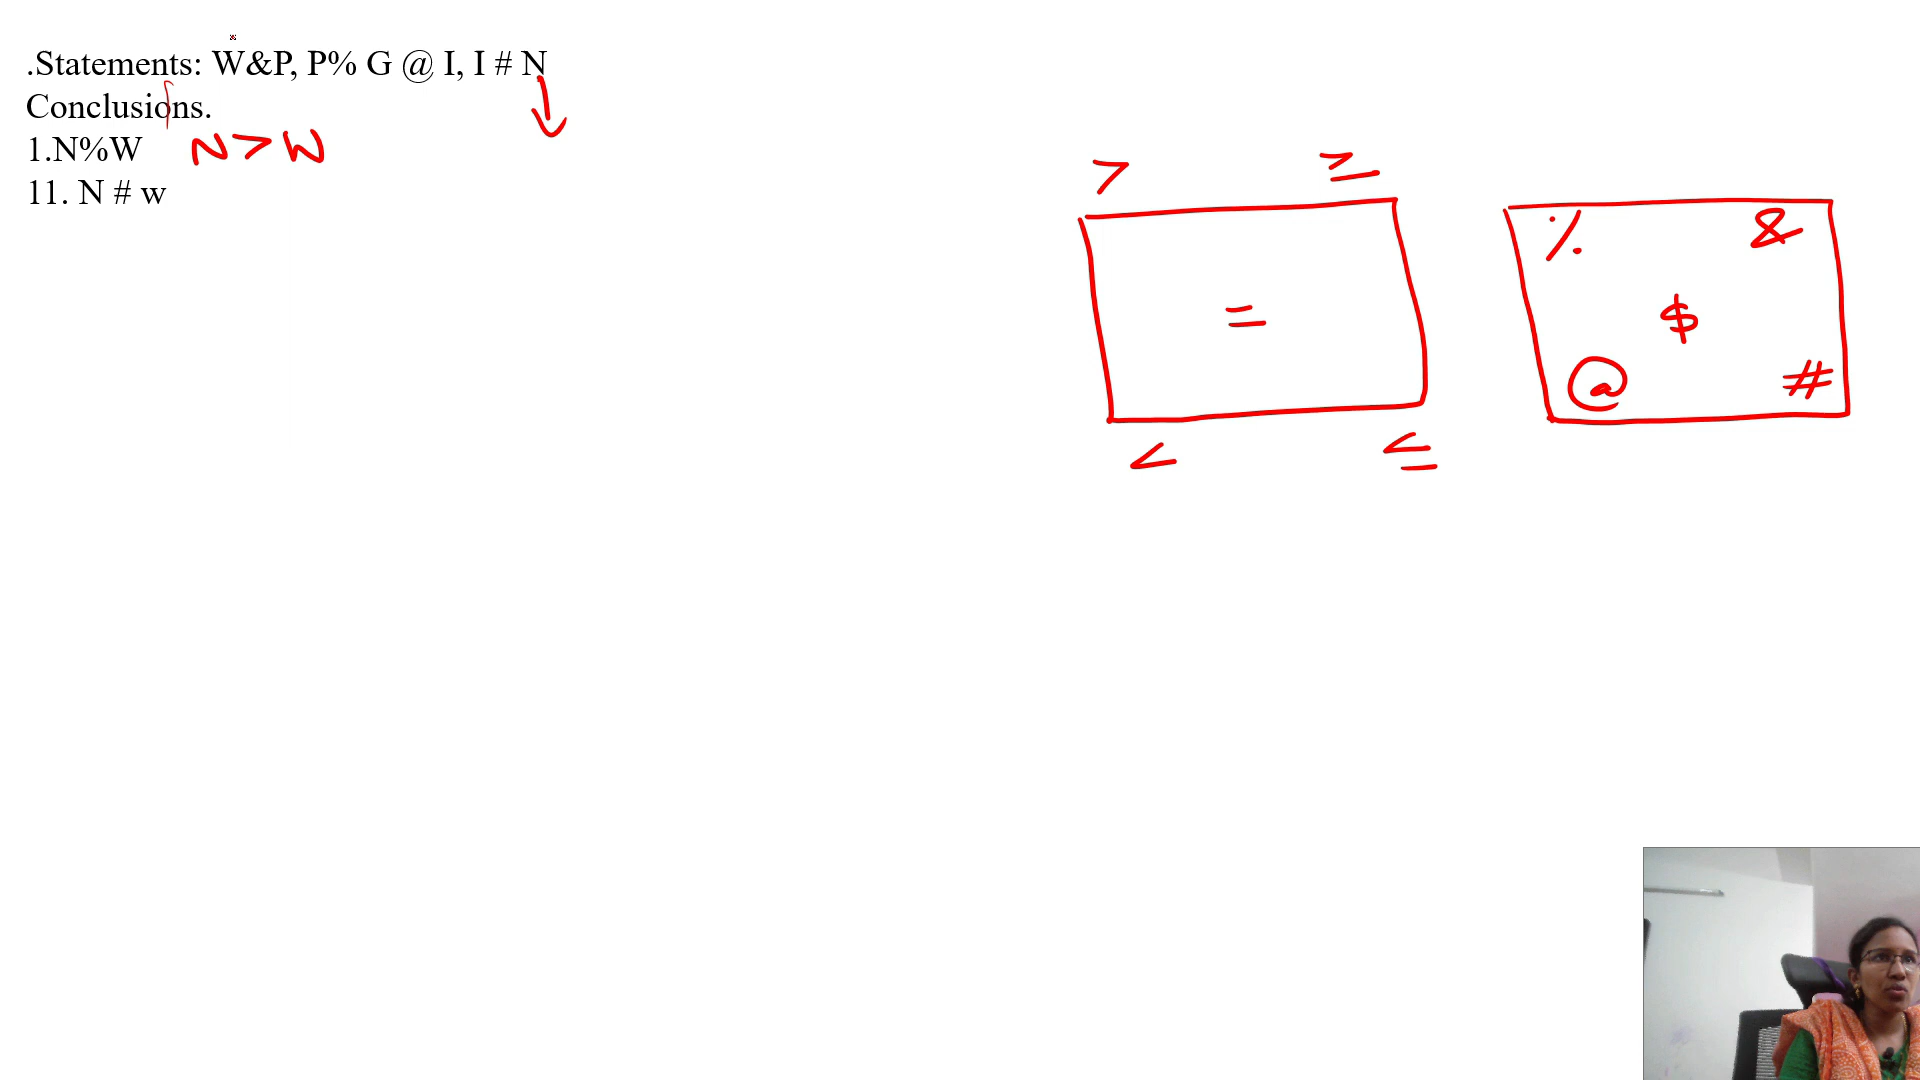 .Statements: W&P, P% G @ I, I # N
Conclusions.
1.N%W N>W
11. N # w
> ≥
=
< ≤
% &
$
@ #